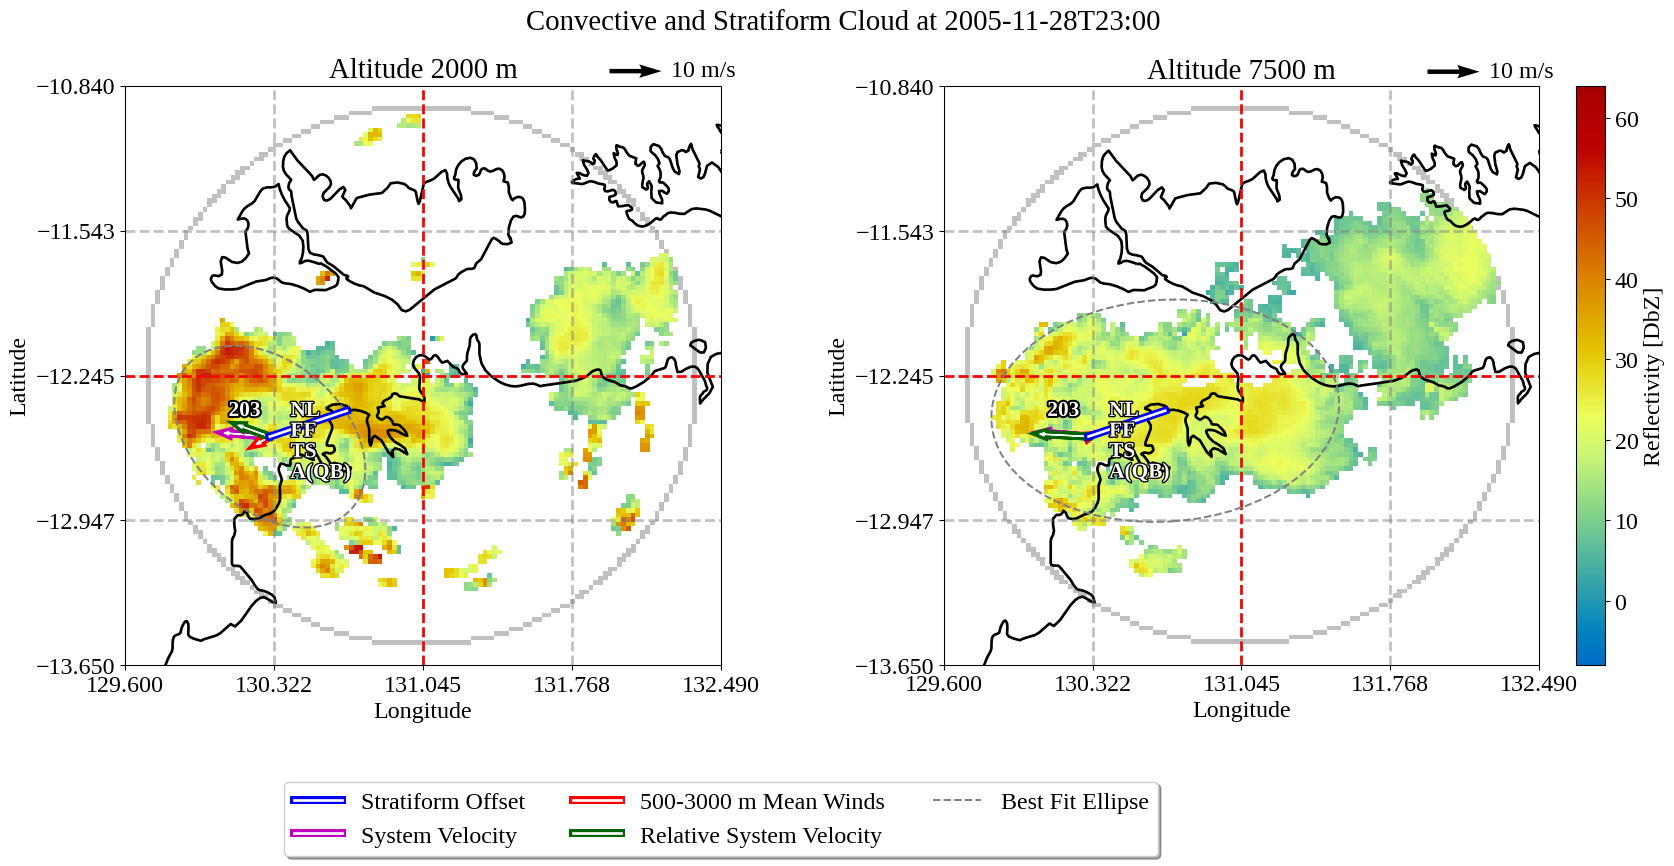 Convective and Stratiform Cloud at 2005-11-28T23:00
Altitude 2000 m
10 m/s
−10.840
−11.543
−12.245
−12.947
−13.650
Latitude
203
NL
FF
TS
A(QB)
129.600
130.322
131.045
131.768
132.490
Longitude
Altitude 7500 m
10 m/s
−10.840
−11.543
−12.245
−12.947
−13.650
Latitude
203
NL
FF
TS
A(QB)
129.600
130.322
131.045
131.768
132.490
Longitude
60
50
40
30
20
10
0
Reflectivity [DbZ]
Stratiform Offset
System Velocity
500-3000 m Mean Winds
Relative System Velocity
Best Fit Ellipse